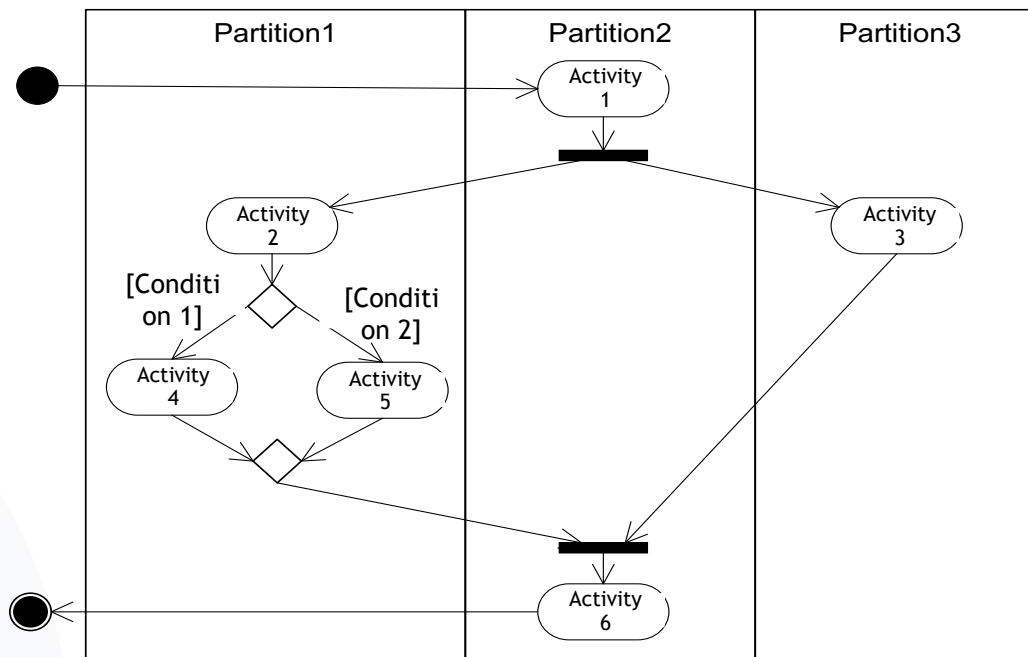 Partition1
Partition2
Partition3
Activity
1
Activity
2
Activity
3
[Conditi
on 1]
[Conditi
on 2]
Activity
4
Activity
5
Activity
6